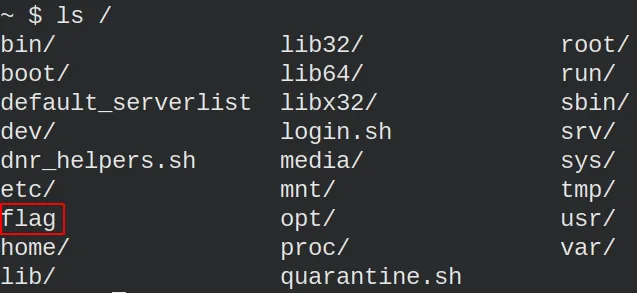 ~ $ ls /
bin/ lib32/ root/
boot/ lib64/ run/
default_serverlist libx32/ sbin/
dev/ login.sh srv/
dnr_helpers.sh media/ sys/
etc/ mnt/ tmp/
flag opt/ usr/
home/ proc/ var/
lib/ quarantine.sh